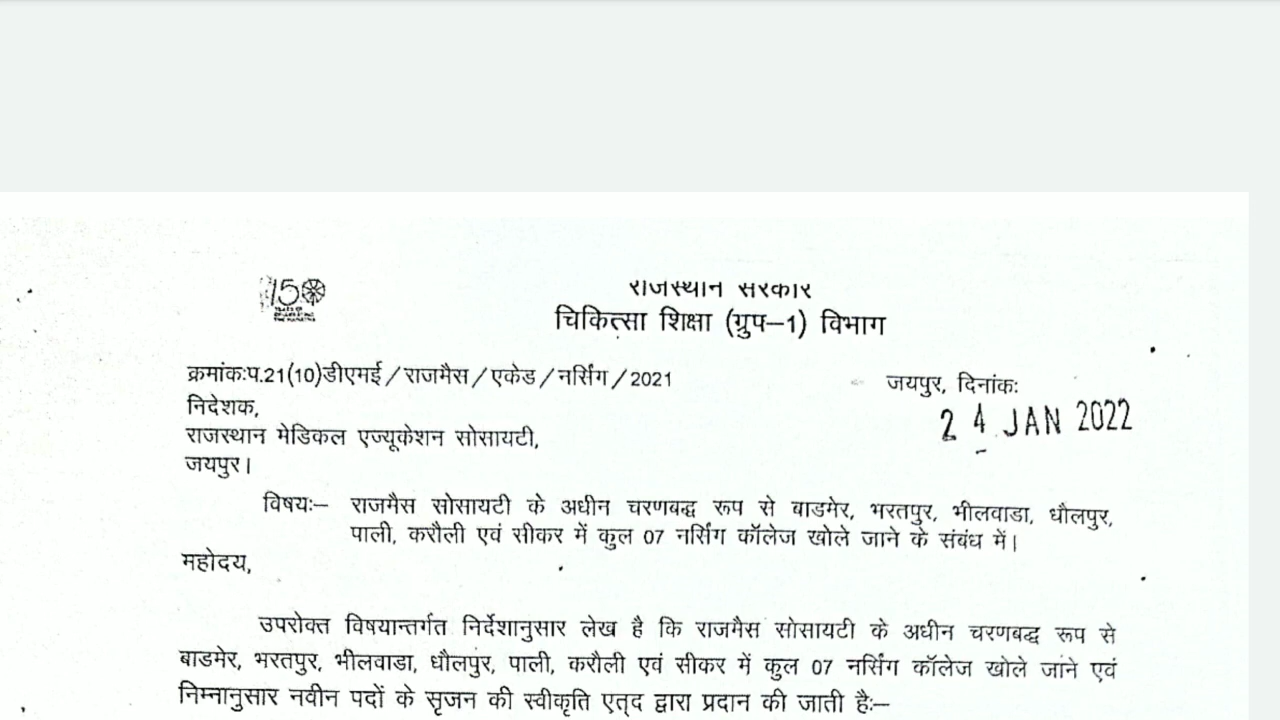 150
राजस्थान सरकार
चिकित्सा शिक्षा (ग्रुप–1) विभाग
क्रमांकःप.21(10)डीएमई/राजमैस/एकेड/नर्सिंग/2021
जयपुर, दिनांकः
24 JAN 2022
निदेशक,
राजस्थान मेडिकल एज्यूकेशन सोसायटी,
जयपुर।
विषयः– राजमैस सोसायटी के अधीन चरणबद्ध रूप से बाडमेर, भरतपुर, भीलवाडा, धौलपुर,
पाली, करौली एवं सीकर में कुल 07 नर्सिंग कॉलेज खोले जाने के संबंध में।
महोदय,
उपरोक्त विषयान्तर्गत निर्देशानुसार लेख है कि राजमैस सोसायटी के अधीन चरणबद्ध रूप से
बाडमेर, भरतपुर, भीलवाडा, धौलपुर, पाली, करौली एवं सीकर में कुल 07 नर्सिंग कॉलेज खोले जाने एवं
निम्नानुसार नवीन पदों के सृजन की स्वीकृति एतद् द्वारा प्रदान की जाती हैः–